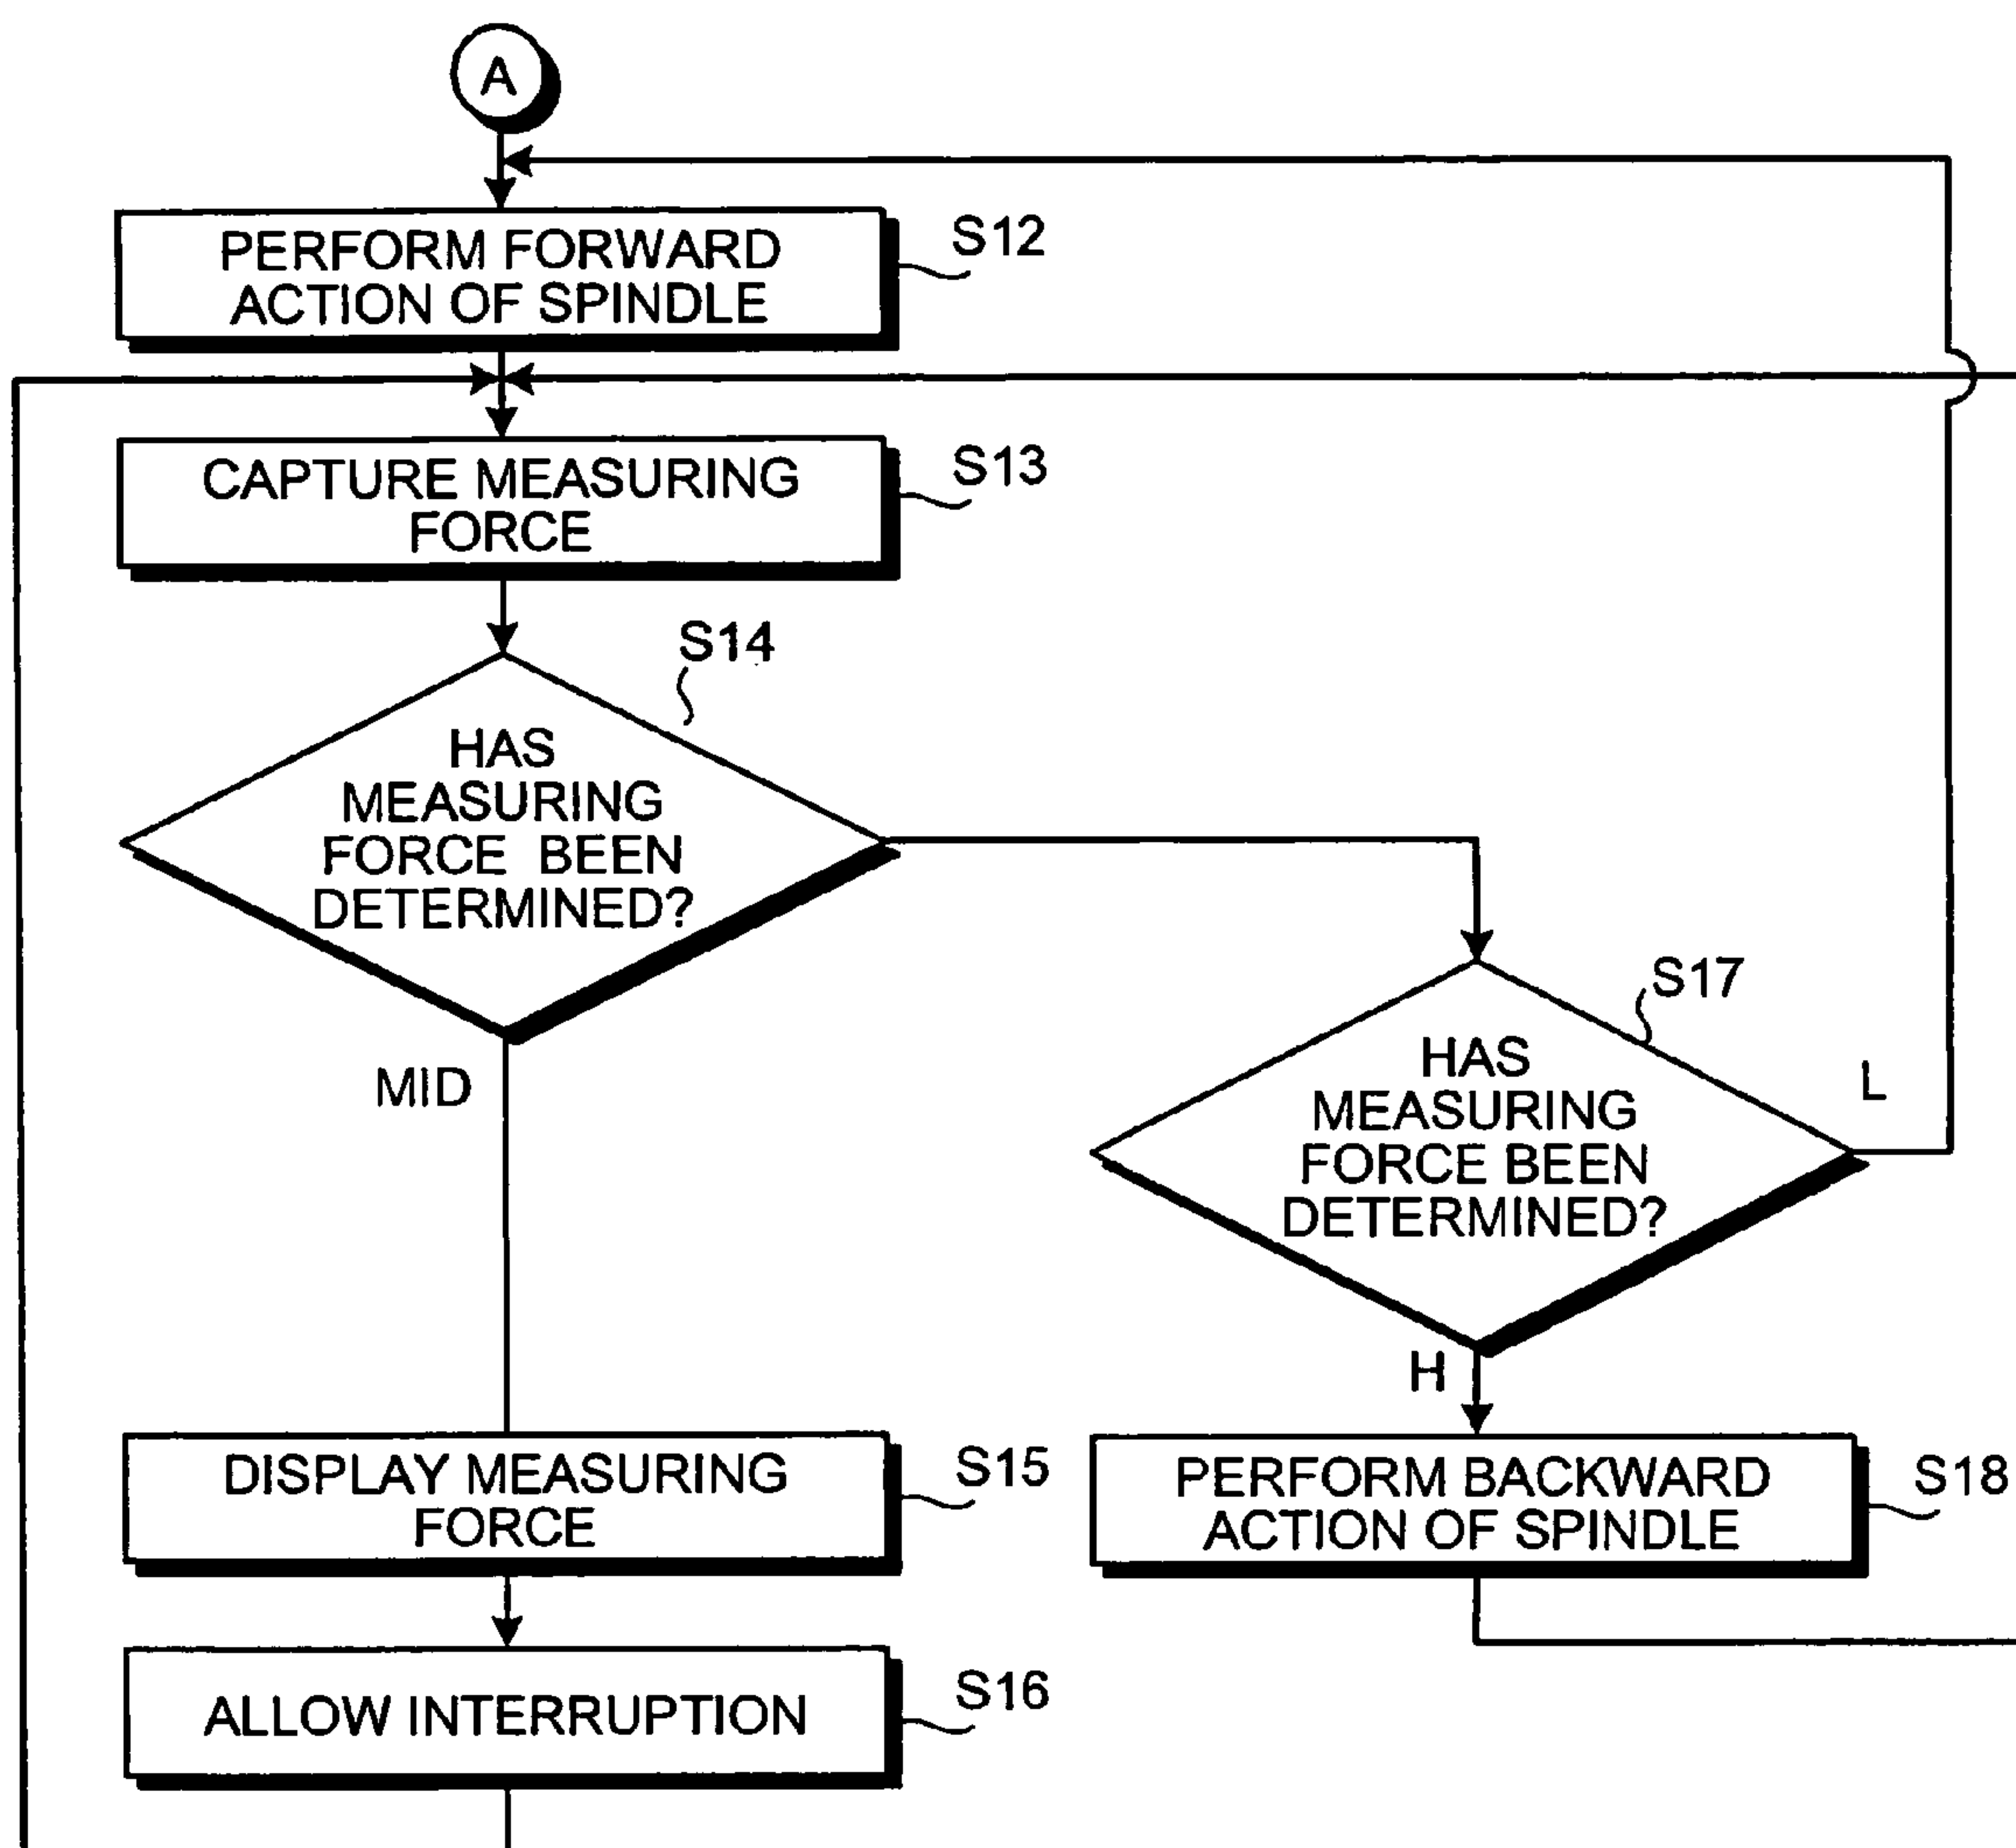 A
PERFORM FORWARD
ACTION OF SPINDLE
S12
CAPTURE MEASURING
FORCE
S13
S14
HAS
MEASURING
FORCE BEEN
DETERMINED?
MID
S17
HAS
MEASURING
FORCE BEEN
DETERMINED?
L
H
DISPLAY MEASURING
FORCE
S15
PERFORM BACKWARD
ACTION OF SPINDLE
S18
ALLOW INTERRUPTION
S16